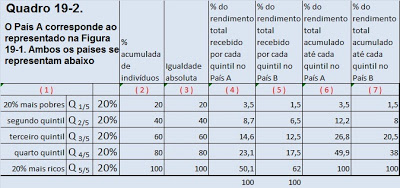 Quadro 19-2.
O País A corresponde ao
representado na Figura
19-1. Ambos os países se
representam abaixo
%
acumulada
de
indivíduos
Igualdade
absoluta
% do
rendimento
total
recebido
por cada
quintil no
País A
% do
rendimento
total
recebido
por cada
quintil no
País B
% do
rendimento
total
acumulado
até cada
quintil no
País A
% do
rendimento
total
acumulado
até cada
quintil no
País B
( 1 ) ( 2 ) ( 3 ) ( 4 ) ( 5 ) ( 6 ) ( 7 )
20% mais pobres Q 1/5 20% 20 20 3,5 1,5 3,5 1,5
segundo quintil Q 2/5 20% 40 40 8,7 6,5 12,2 8
terceiro quintil Q 3/5 20% 60 60 14,6 12,5 26,8 20,5
quarto quintil Q 4/5 20% 80 80 23,1 17,5 49,9 38
20% mais ricos Q 5/5 20% 100 100 50,1 62 100 100
100 100